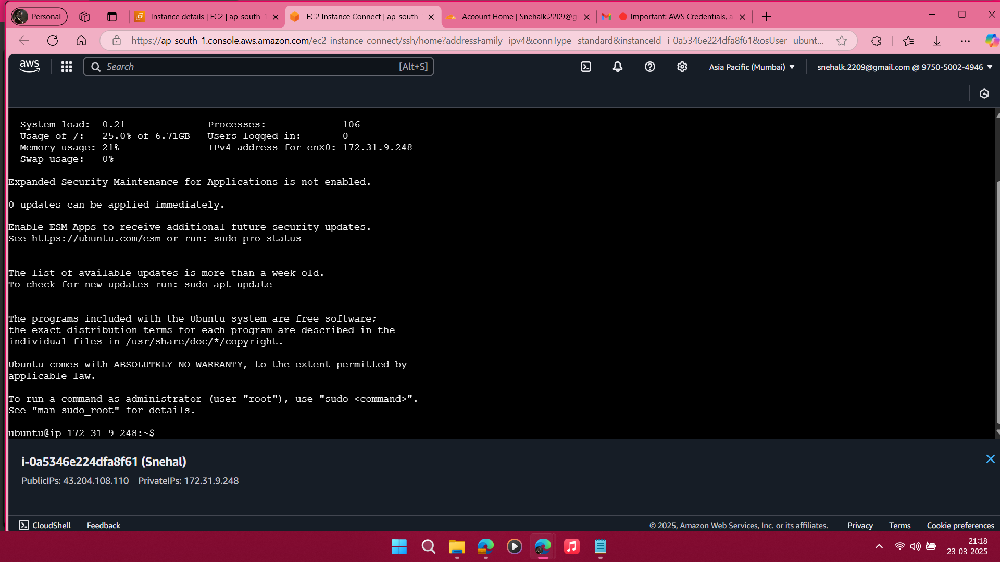 Personal
Instance details | EC2 | ap-south-1
EC2 Instance Connect | ap-south-
Account Home | Snehalk.2209@g
Important: AWS Credentials, a
https://ap-south-1.console.aws.amazon.com/ec2-instance-connect/ssh/home?addressFamily=ipv4&connType=standard&instanceId=i-0a5346e224dfa8f61&osUser=ubunt...
aws
Search
[Alt+S]
Asia Pacific (Mumbai)
snehalk.2209@gmail.com @ 9750-5002-4946
System load: 0.21 Processes: 106
Usage of /: 25.0% of 6.71GB Users logged in: 0
Memory usage: 21% IPv4 address for enX0: 172.31.9.248
Swap usage: 0%
Expanded Security Maintenance for Applications is not enabled.
0 updates can be applied immediately.
Enable ESM Apps to receive additional future security updates.
See https://ubuntu.com/esm or run: sudo pro status
The list of available updates is more than a week old.
To check for new updates run: sudo apt update
The programs included with the Ubuntu system are free software;
the exact distribution terms for each program are described in the
individual files in /usr/share/doc/*/copyright.
Ubuntu comes with ABSOLUTELY NO WARRANTY, to the extent permitted by
applicable law.
To run a command as administrator (user "root"), use "sudo <command>".
See "man sudo_root" for details.
ubuntu@ip-172-31-9-248:~$
i-0a5346e224dfa8f61 (Snehal)
PublicIPs: 43.204.108.110 PrivateIPs: 172.31.9.248
CloudShell
Feedback
© 2025, Amazon Web Services, Inc. or its affiliates.
Privacy
Terms
Cookie preferences
21:18
23-03-2025